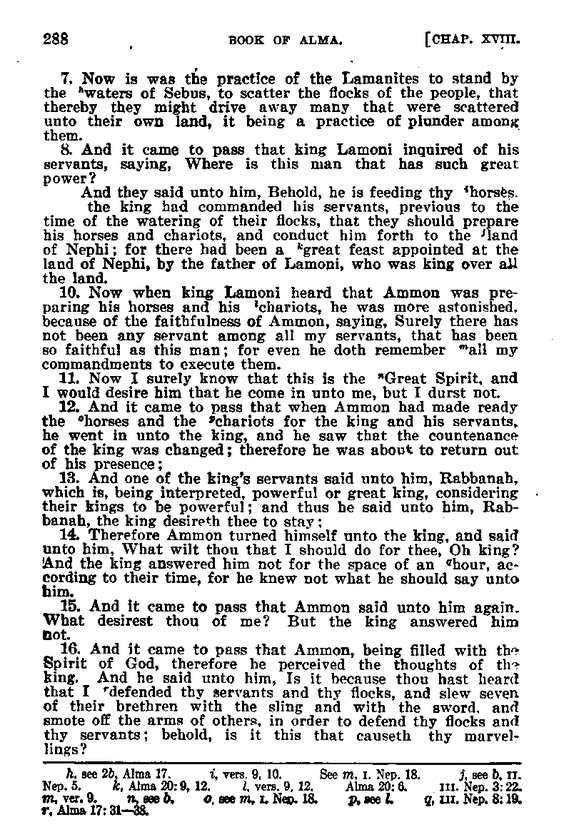 288 BOOK OF ALMA. [CHAP. XVIII.
7. Now is was the practice of the Lamanites to stand by
the hwaters of Sebus, to scatter the flocks of the people, that
thereby they might drive away many that were scattered
unto their own land, it being a practice of plunder among
them.
8. And it came to pass that king Lamoni inquired of his
servants, saying, Where is this man that has such great
power?
And they said unto him, Behold, he is feeding thy ihorses.
the king had commanded his servants, previous to the
time of the watering of their flocks, that they should prepare
his horses and chariots, and conduct him forth to the jland
of Nephi; for there had been a kgreat feast appointed at the
land of Nephi, by the father of Lamoni, who was king over all
the land.
10. Now when king Lamoni heard that Ammon was pre-
paring his horses and his lchariots, he was more astonished,
because of the faithfulness of Ammon, saying, Surely there has
not been any servant among all my servants, that has been
so faithful as this man; for even he doth remember mall my
commandments to execute them.
11. Now I surely know that this is the nGreat Spirit, and
I would desire him that he come in unto me, but I durst not.
12. And it came to pass that when Ammon had made ready
the ohorses and the pchariots for the king and his servants,
he went in unto the king, and he saw that the countenance
of the king was changed; therefore he was about to return out
of his presence;
13. And one of the king's servants said unto him, Rabbanah,
which is, being interpreted, powerful or great king, considering
their kings to be powerful; and thus he said unto him, Rab-
banah, the king desireth thee to stay:
14. Therefore Ammon turned himself unto the king, and said
unto him, What wilt thou that I should do for thee, Oh king?
And the king answered him not for the space of an qhour, ac-
cording to their time, for he knew not what he should say unto
him.
15. And it came to pass that Ammon said unto him again.
What desirest thou of me? But the king answered him
not.
16. And it came to pass that Ammon, being filled with the
Spirit of God, therefore he perceived the thoughts of the
king. And he said unto him, Is it because thou hast heard
that I rdefended thy servants and thy flocks, and slew seven
of their brethren with the sling and with the sword, and
smote off the arms of others, in order to defend thy flocks and
thy servants; behold, is it this that causeth thy marvel-
lings?
h, see 2b, Alma 17. i, vers. 9, 10. See m, I. Nep. 18. j, see b, II.
Nep. 5. k, Alma 20:9, 12. l, vers. 9, 12. Alma 20:6. III. Nep. 3:22.
m, ver. 9. n, see b, o, see m, I. Nep. 18. p, see l. q, III. Nep. 8:19.
r, Alma 17:31—38.